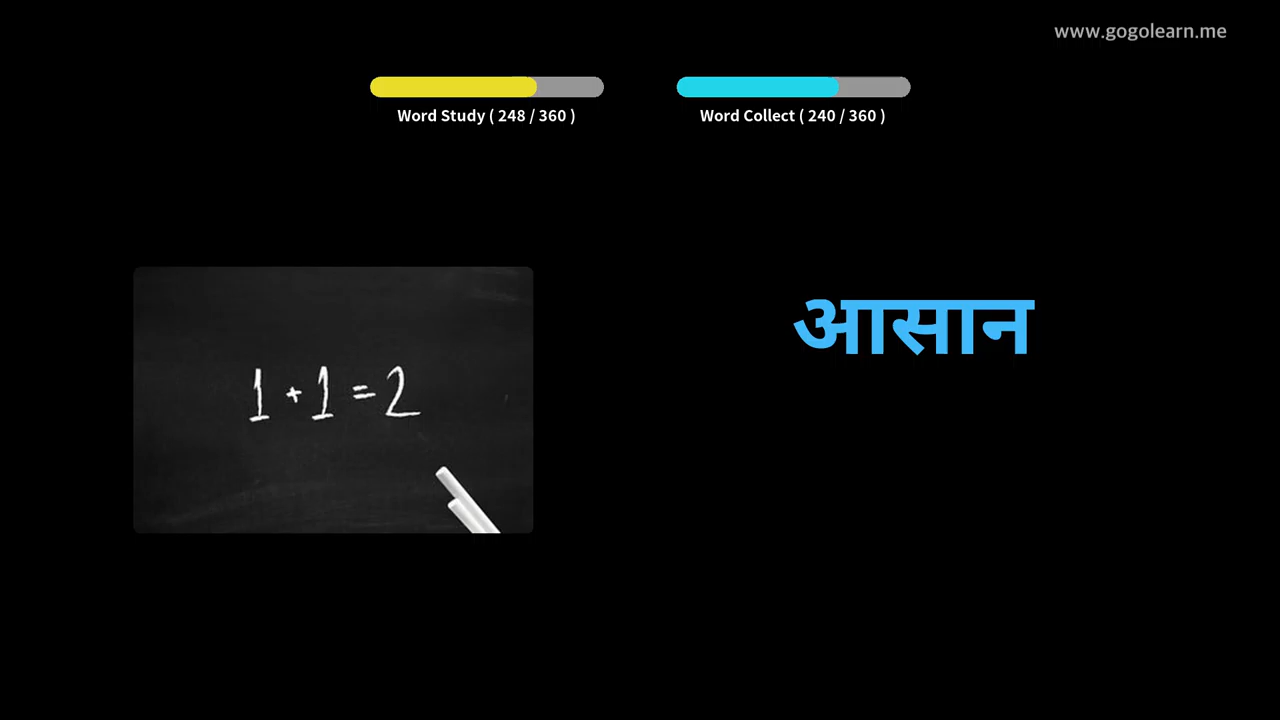 www.gogolearn.me
Word Study ( 248 / 360 )
Word Collect ( 240 / 360 )
1 + 1 = 2
आसान